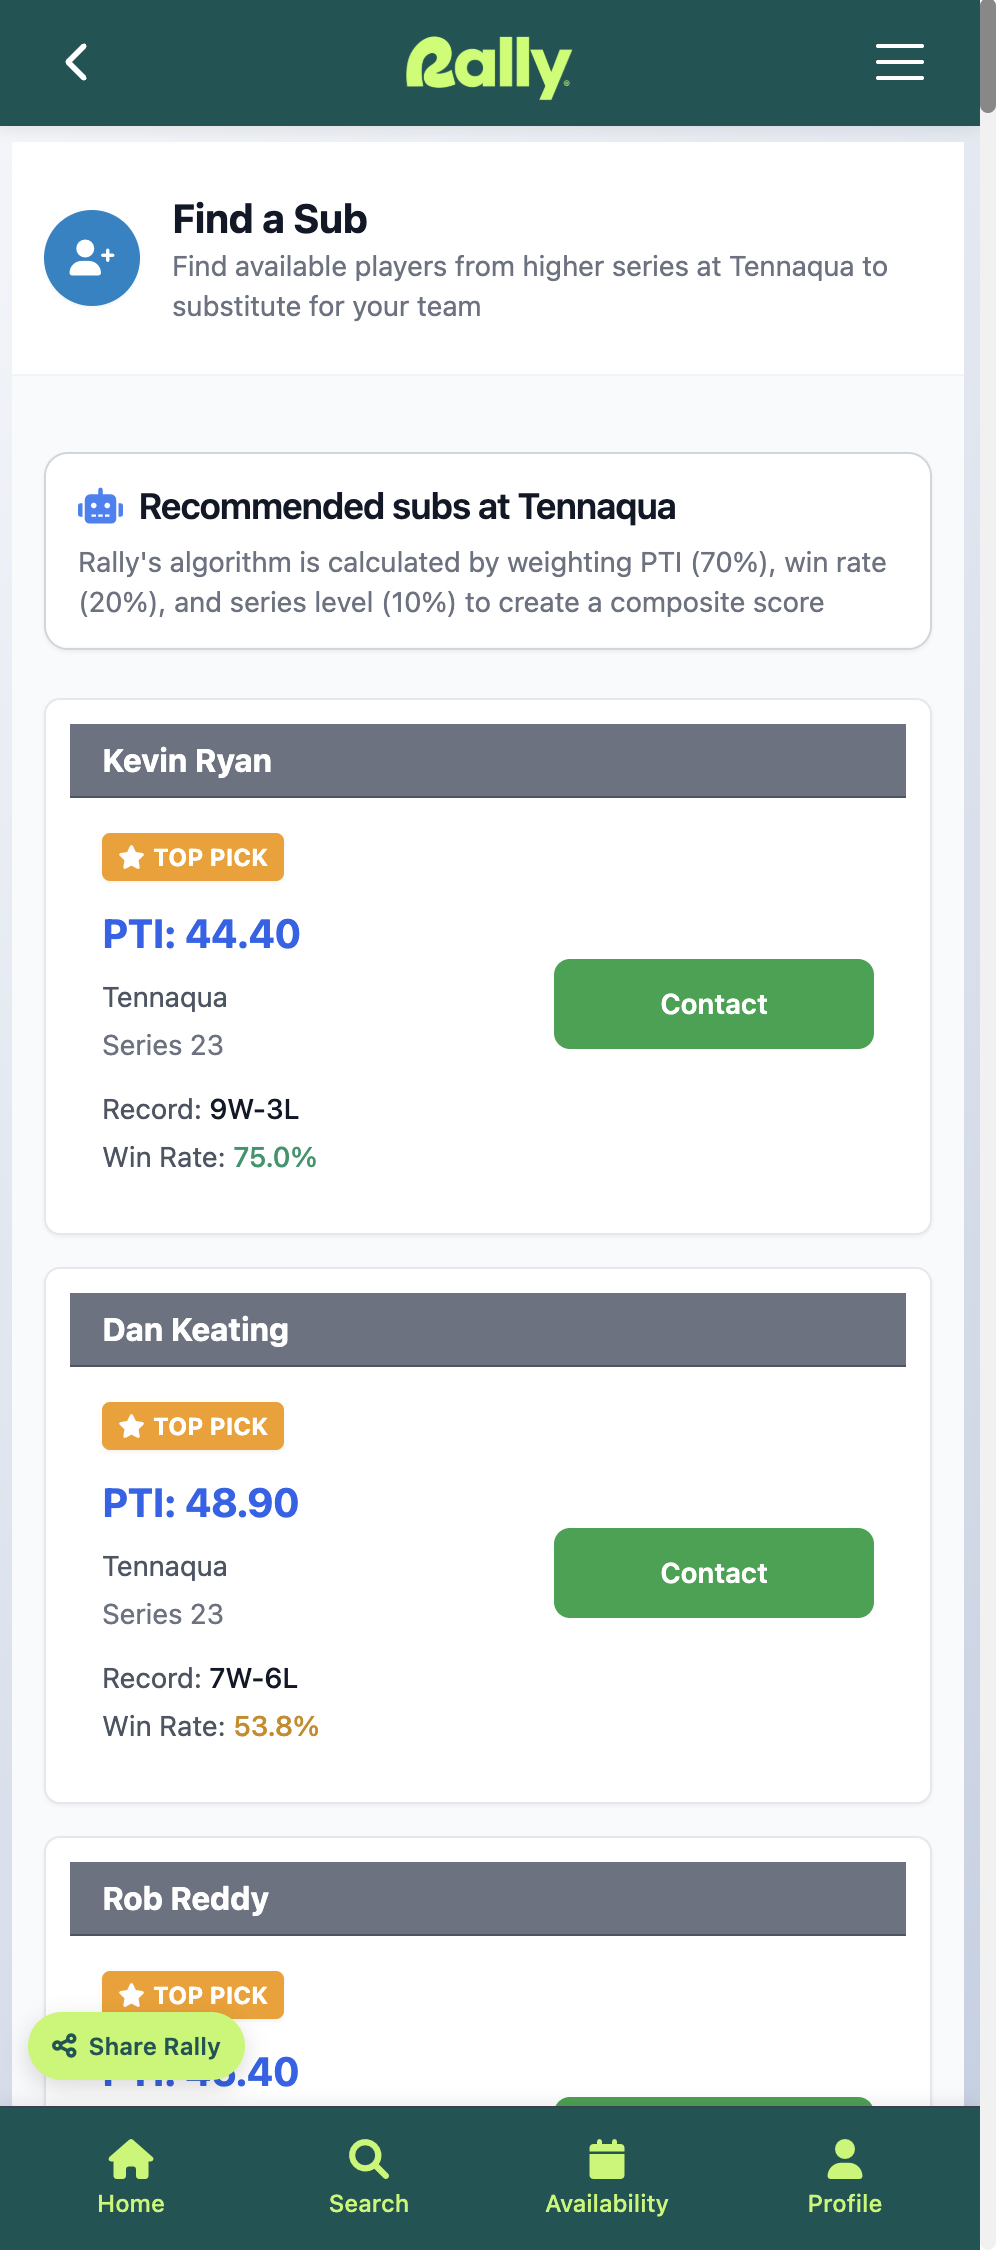 Rally
Find a Sub
Find available players from higher series at Tennaqua to
substitute for your team
Recommended subs at Tennaqua
Rally's algorithm is calculated by weighting PTI (70%), win rate
(20%), and series level (10%) to create a composite score
Kevin Ryan
TOP PICK
PTI: 44.40
Tennaqua
Series 23
Contact
Record: 9W-3L
Win Rate: 75.0%
Dan Keating
TOP PICK
PTI: 48.90
Tennaqua
Series 23
Contact
Record: 7W-6L
Win Rate: 53.8%
Rob Reddy
TOP PICK
Share Rally
Home
Search
Availability
Profile